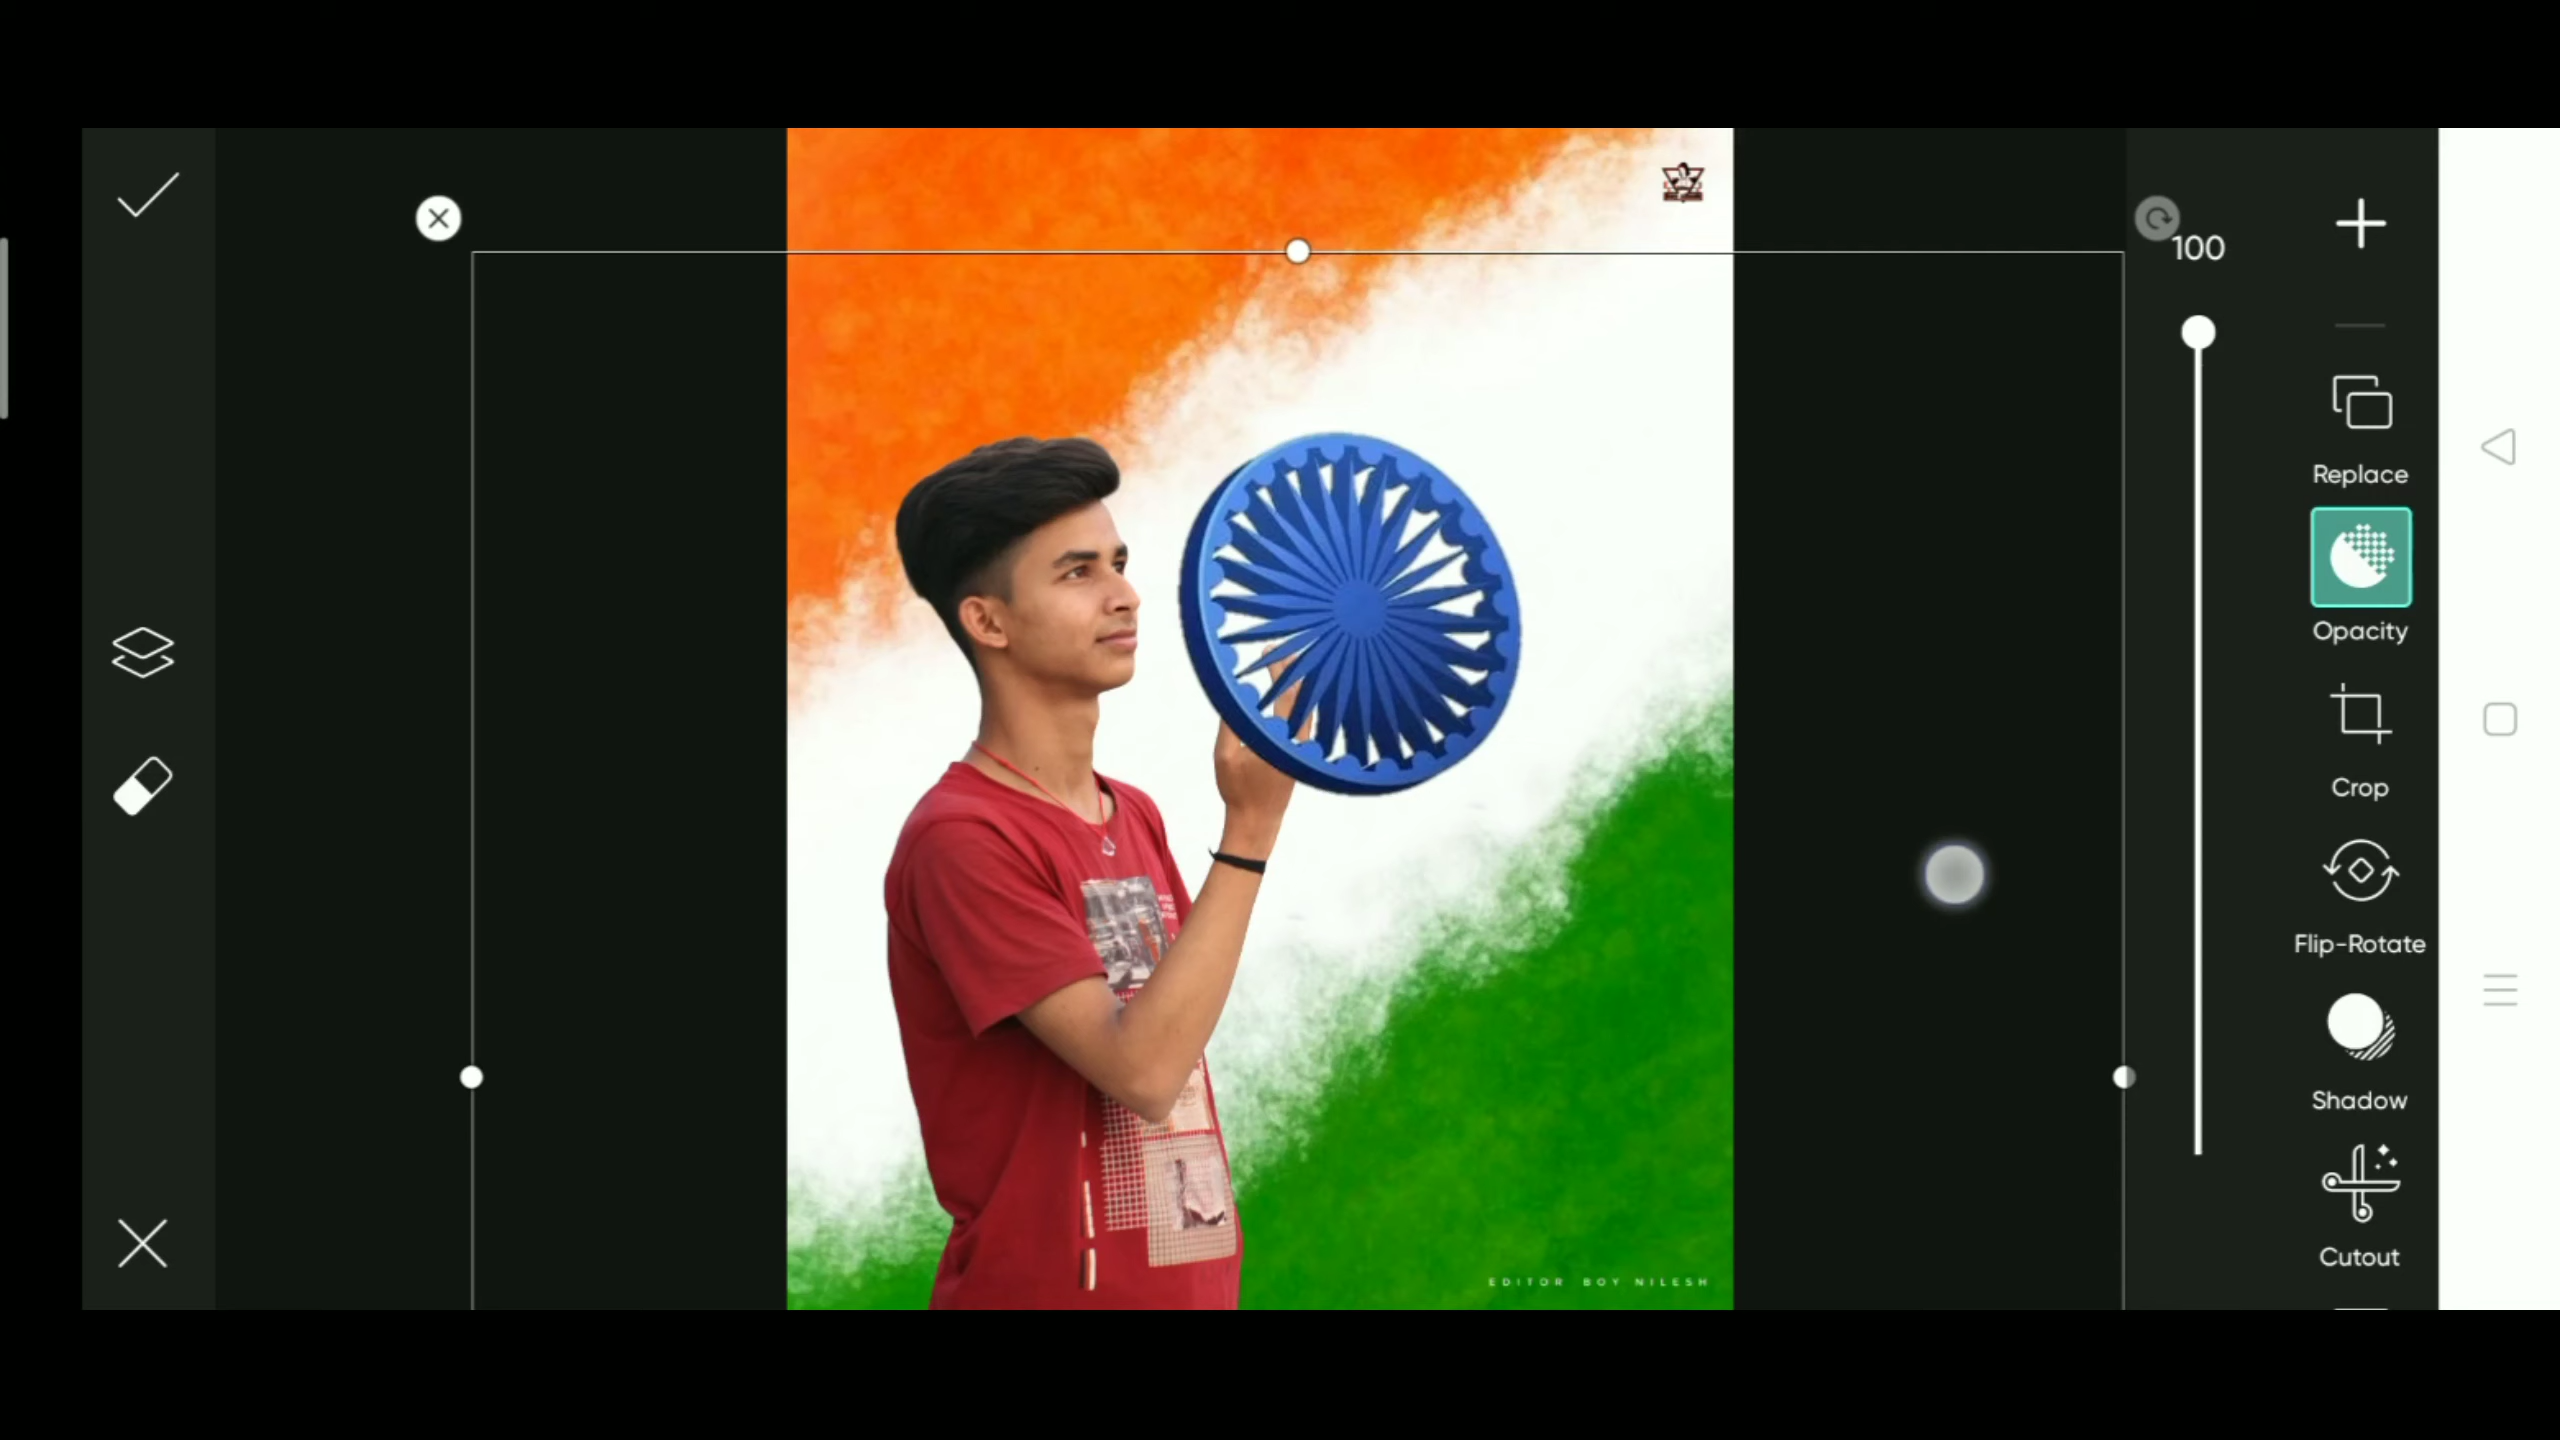 100
Replace
Opacity
Crop
Flip-Rotate
Shadow
Cutout
EDITOR BOY NILESH